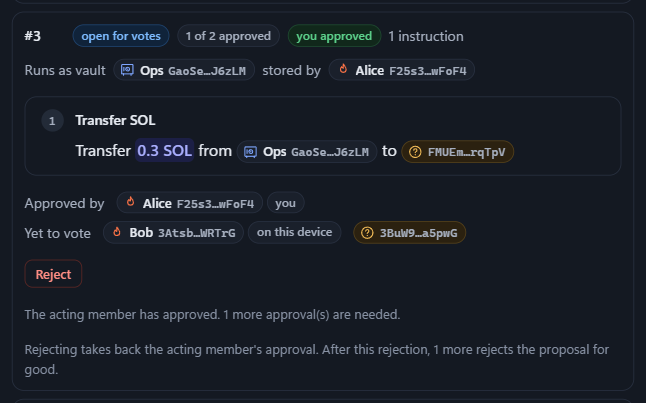 #3 open for votes 1 of 2 approved you approved 1 instruction
Runs as vault Ops GaoSe…J6zLM stored by Alice F25s3…wFoF4
1 Transfer SOL
Transfer 0.3 SOL from Ops GaoSe…J6zLM to FMUEm…rqTpV
Approved by Alice F25s3…wFoF4 you
Yet to vote Bob 3Atsb…WRTrG on this device 3BuW9…a5pwG
Reject
The acting member has approved. 1 more approval(s) are needed.
Rejecting takes back the acting member's approval. After this rejection, 1 more rejects the proposal for
good.